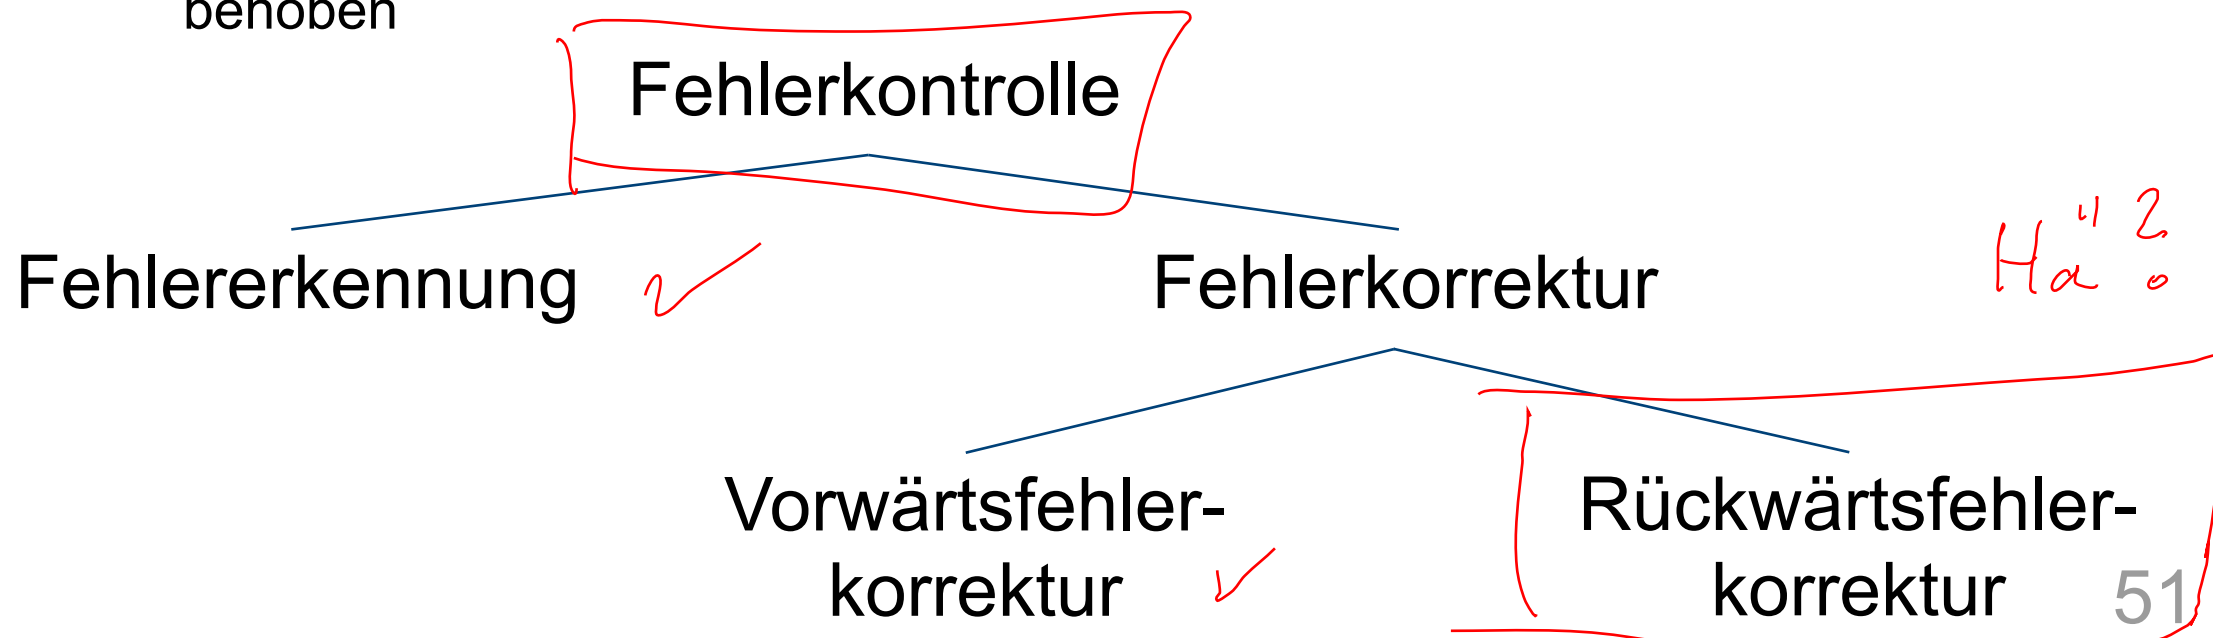 behoben
Fehlerkontrolle
Fehlererkennung
Fehlerkorrektur
Hä?
Vorwärtsfehler-
korrektur
Rückwärtsfehler-
korrektur
51